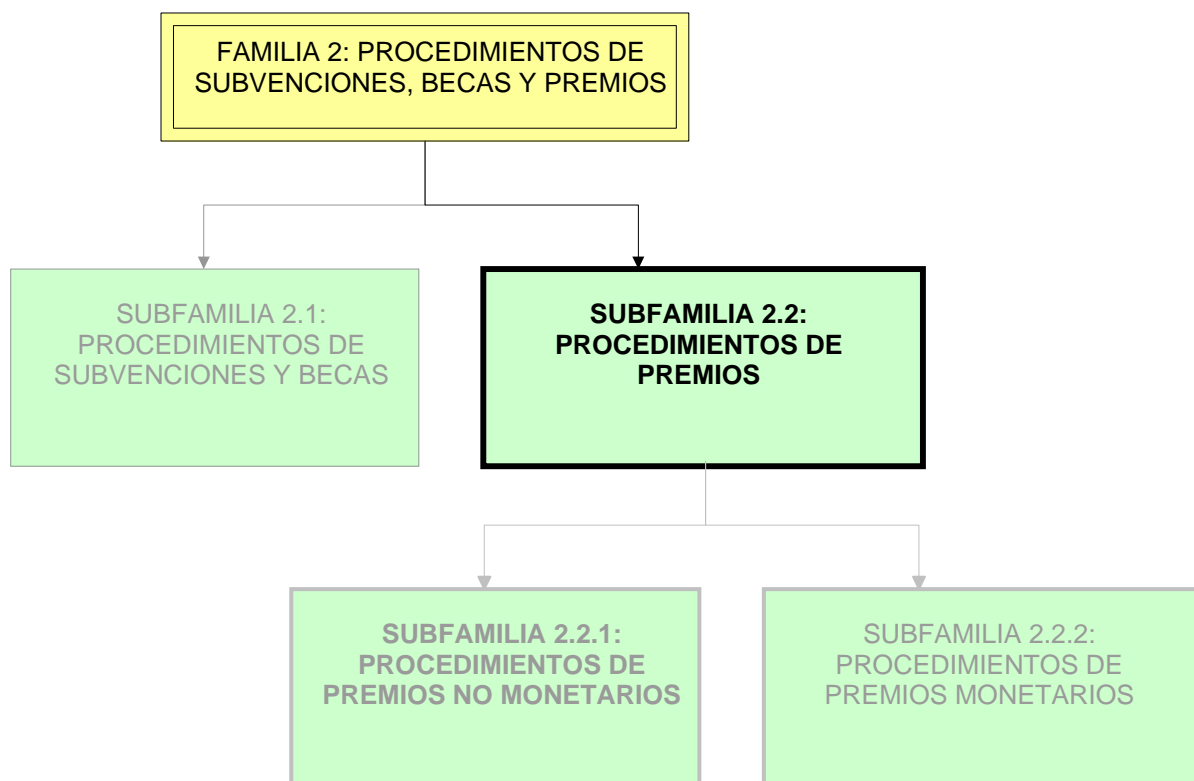 FAMILIA 2: PROCEDIMIENTOS DE
SUBVENCIONES, BECAS Y PREMIOS
SUBFAMILIA 2.1:
PROCEDIMIENTOS DE
SUBVENCIONES Y BECAS
SUBFAMILIA 2.2:
PROCEDIMIENTOS DE
PREMIOS
SUBFAMILIA 2.2.1:
PROCEDIMIENTOS DE
PREMIOS NO MONETARIOS
SUBFAMILIA 2.2.2:
PROCEDIMIENTOS DE
PREMIOS MONETARIOS